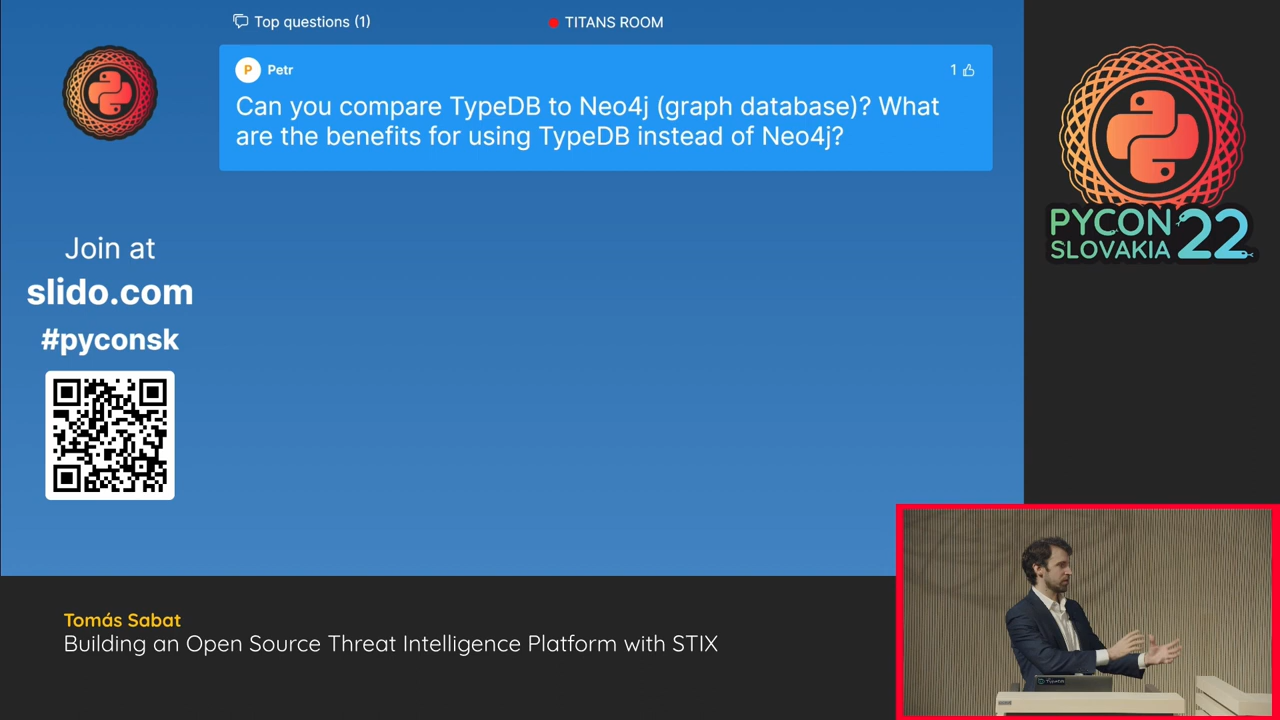 Top questions (1)
TITANS ROOM
P
Petr
1
Can you compare TypeDB to Neo4j (graph database)? What
are the benefits for using TypeDB instead of Neo4j?
Join at
slido.com
#pyconsk
PYCON
SLOVAKIA
22
Tomás Sabat
Building an Open Source Threat Intelligence Platform with STIX